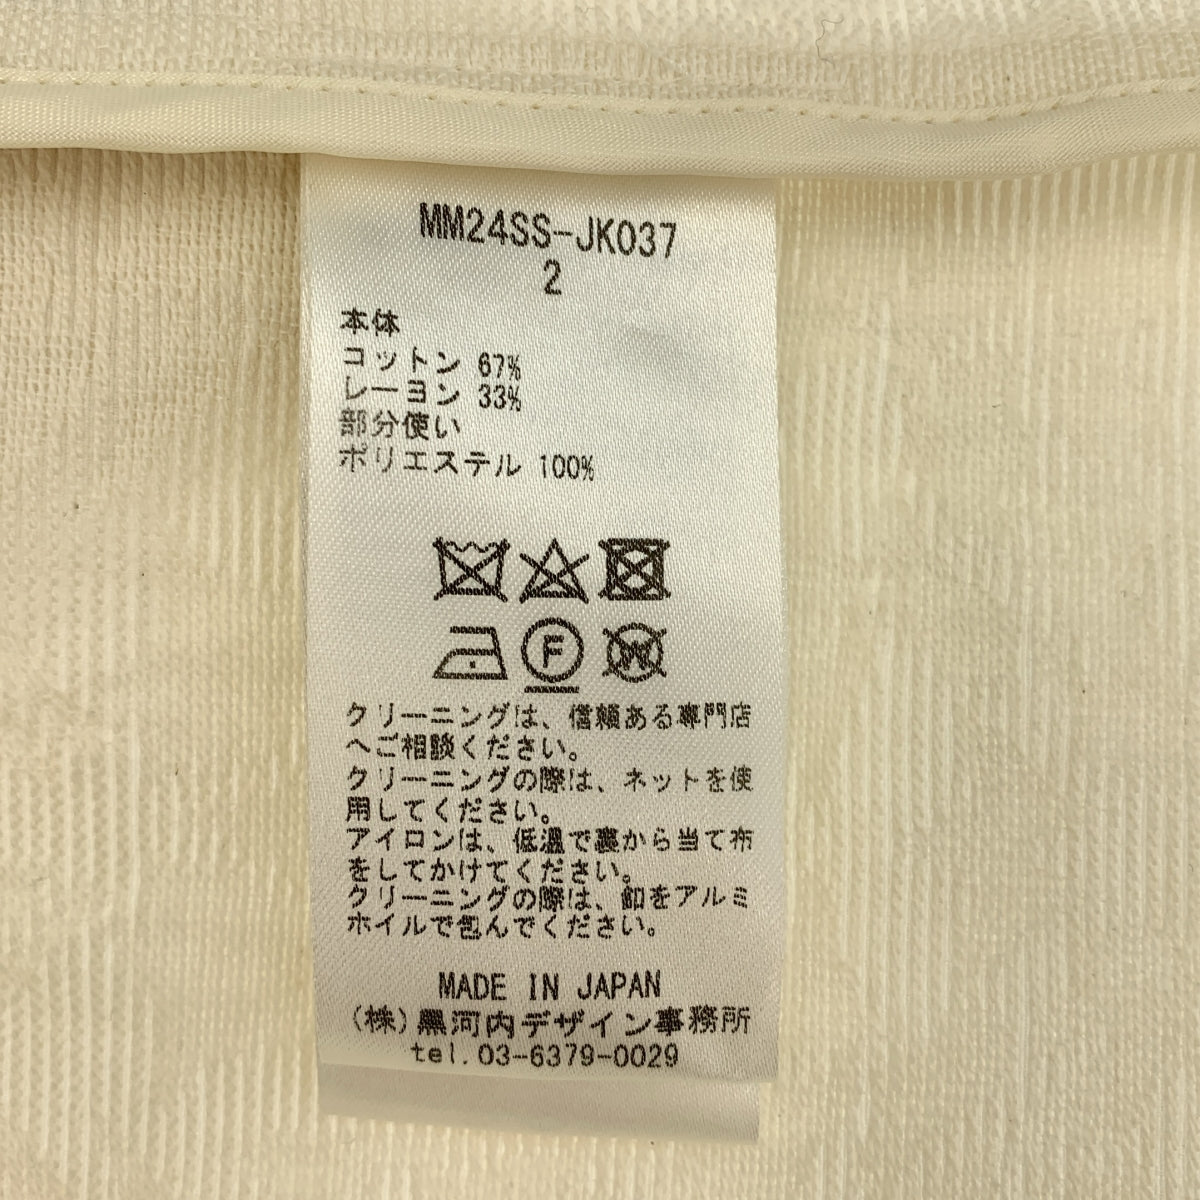 MM24SS-JK037
2
本体
コットン 67%
レーヨン 33%
部分使い
ポリエステル 100%
F
W
クリーニングは、信頼ある専門店
へご相談ください。
クリーニングの際は、ネットを使
用してください。
アイロンは、低温で裏から当て布
をしてかけてください。
クリーニングの際は、釦をアルミ
ホイルで包んでください。
MADE IN JAPAN
(株)黒河内デザイン事務所
tel.03-6379-0029